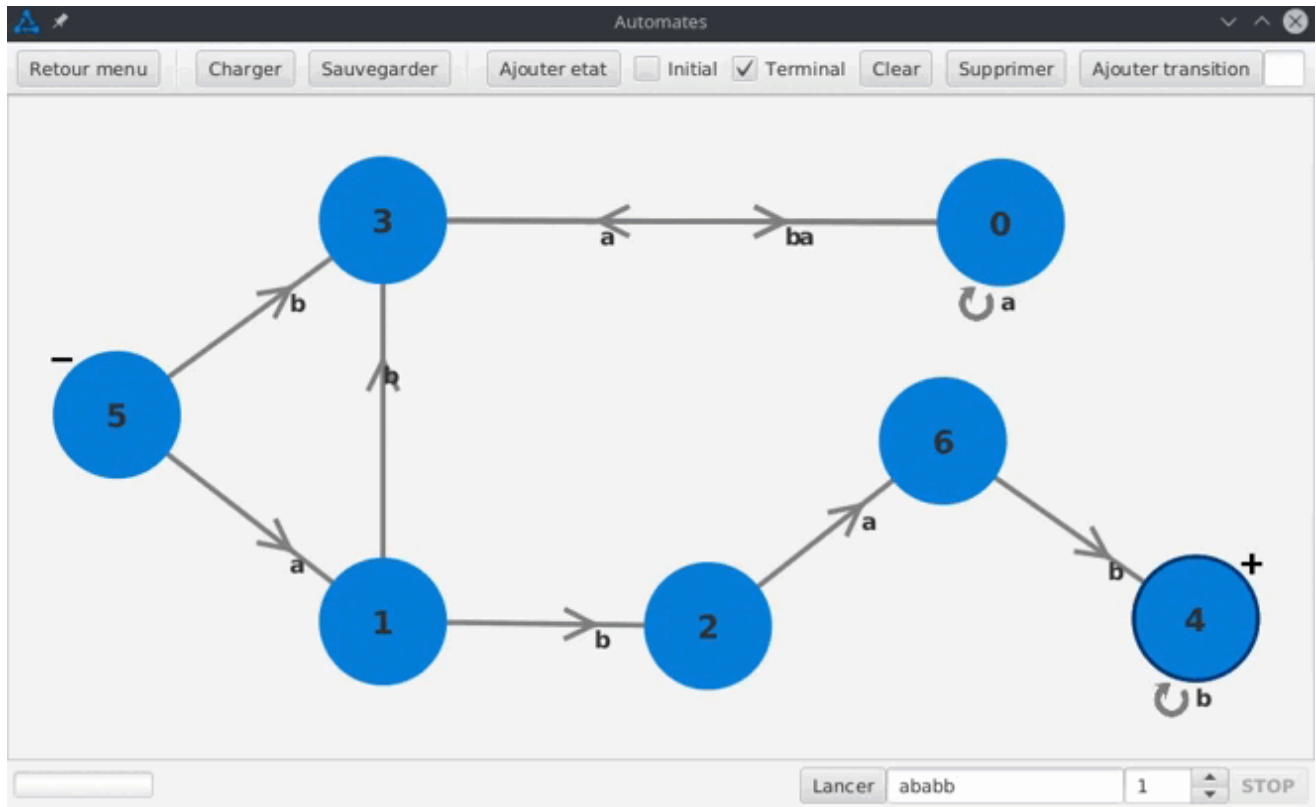 Automates
Retour menu Charger Sauvegarder Ajouter etat Initial Terminal Clear Supprimer Ajouter transition
3 0
a ba
b a
b
− 5
6
a a
b +
1 b 2 4
b
Lancer ababb 1 STOP